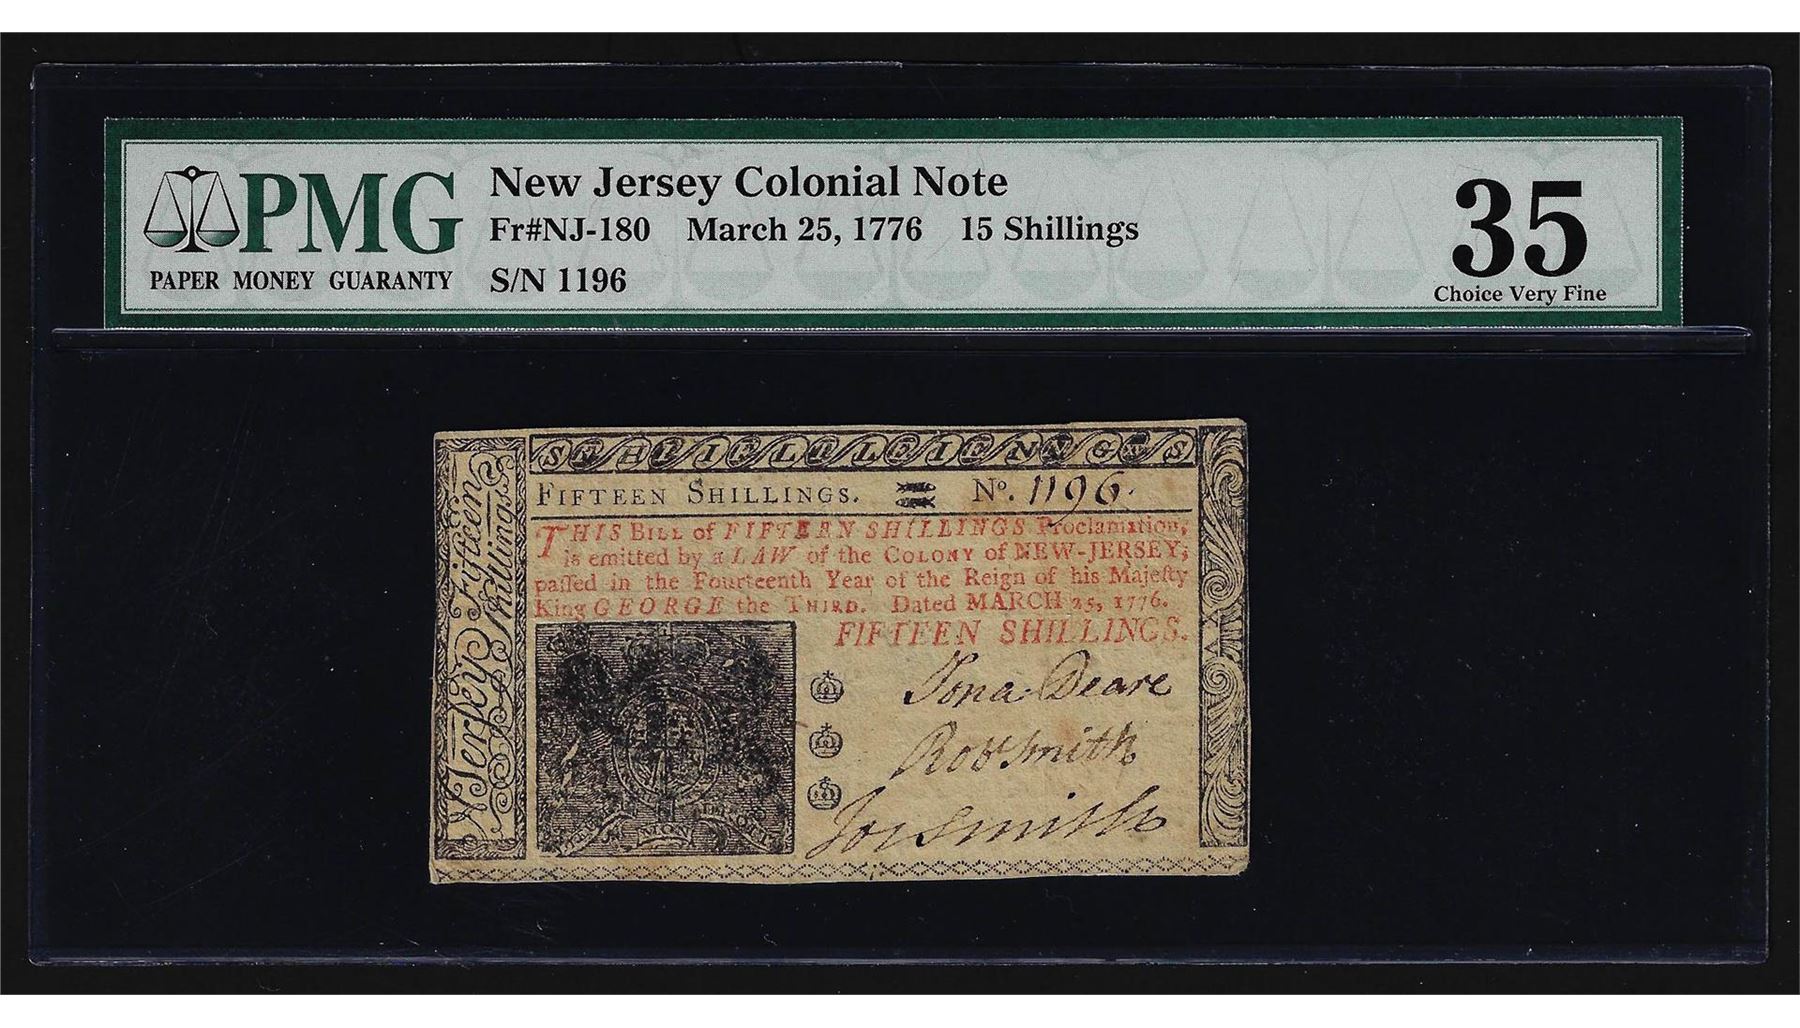 PMG
PAPER MONEY GUARANTY
New Jersey Colonial Note
Fr#NJ-180 March 25, 1776 15 Shillings
S/N 1196
35
Choice Very Fine
FIFTEEN SHILLINGS. No. 1196.
THIS BILL of FIFTEEN SHILLINGS Proclamation,
is emitted by a LAW of the COLONY of NEW-JERSEY;
paſſed in the Fourteenth Year of the Reign of his Majeſty
King GEORGE the THIRD. Dated MARCH 25, 1776.
FIFTEEN SHILLINGS.
Jona. Deare
Robt Smith
Jos Smith
N Jerſey Fifteen
Shillings
MON